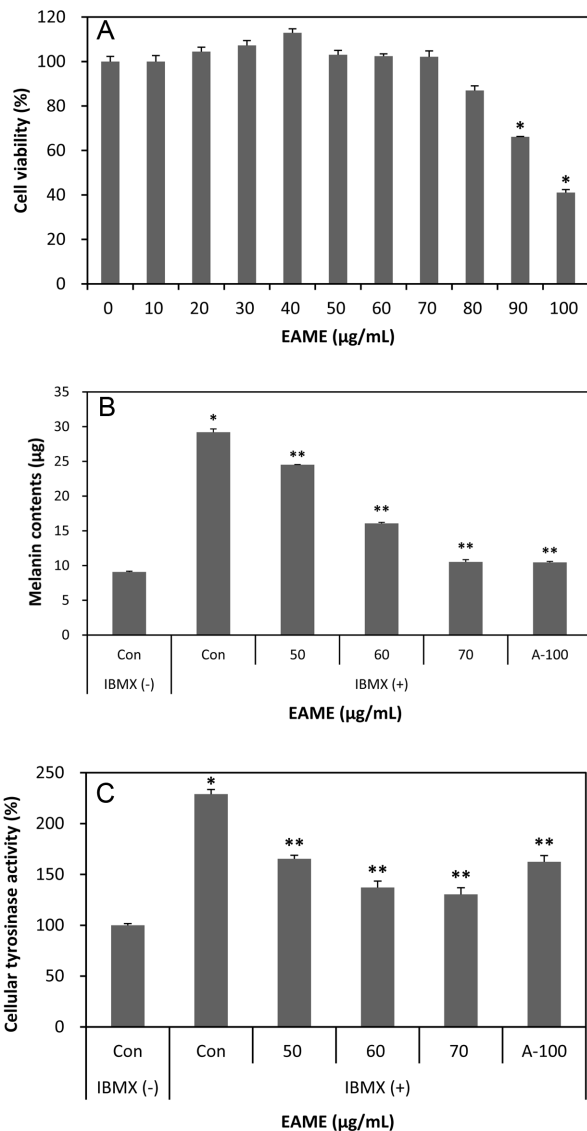 A
Cell viability (%)
120
100
80
60
40
20
0
* *
0 10 20 30 40 50 60 70 80 90 100
EAME (µg/mL)
B
Melanin contents (µg)
35
30
25
20
15
10
5
0
* ** ** ** **
Con Con 50 60 70 A-100
IBMX (-) IBMX (+)
EAME (µg/mL)
C
Cellular tyrosinase activity (%)
250
200
150
100
50
0
* ** ** ** **
Con Con 50 60 70 A-100
IBMX (-) IBMX (+)
EAME (µg/mL)